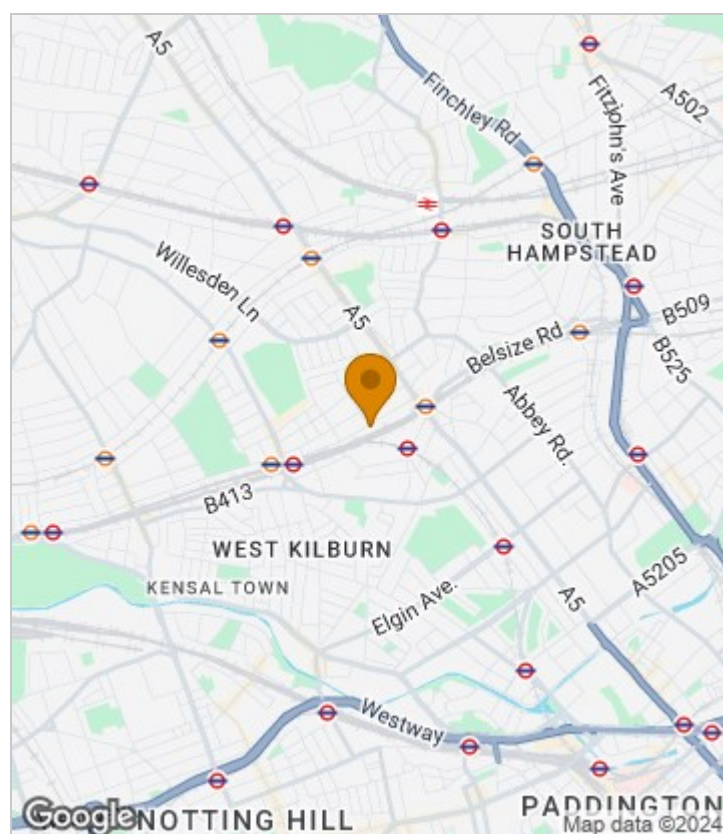 A5
A502
Finchley Rd
Fitzjohn's Ave
SOUTH
HAMPSTEAD
Willesden Ln
A5
B509
Belsize Rd
B525
Abbey Rd.
B413
WEST KILBURN
KENSAL TOWN
A5205
Elgin Ave.
A5
Westway
PADDINGTON
Google
NOTTING HILL
Map data ©2024